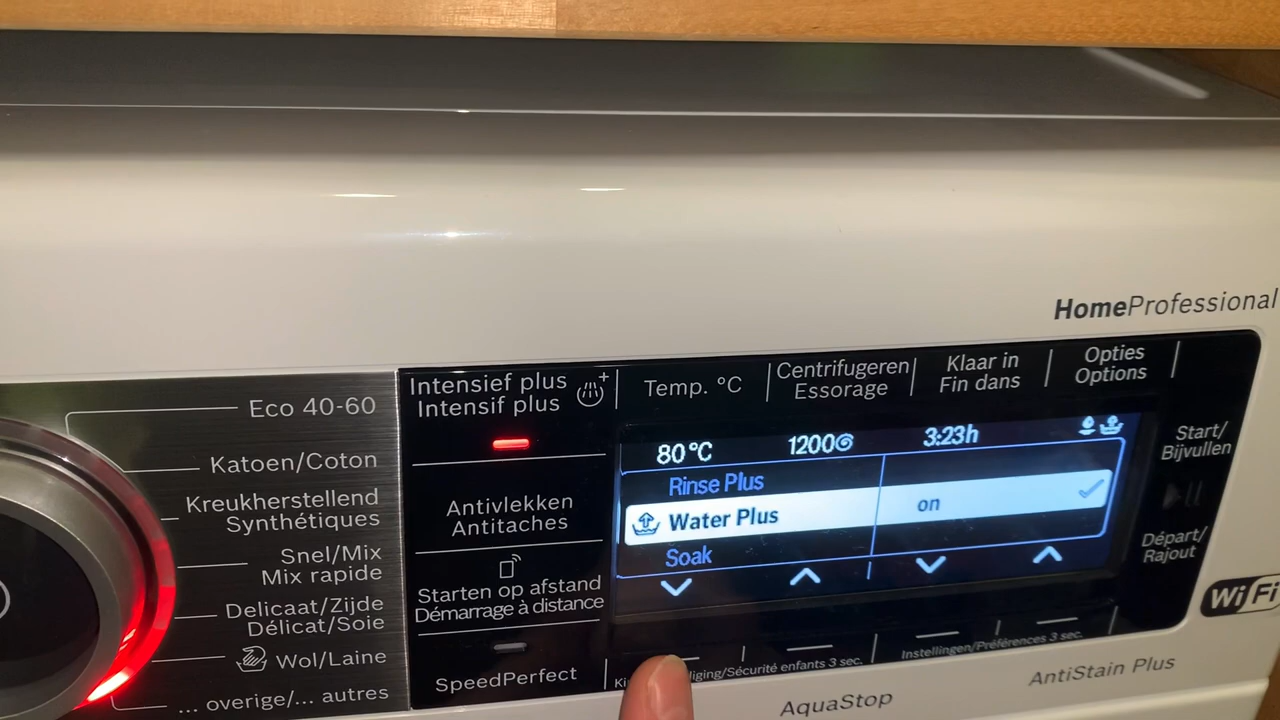 HomeProfessional
Eco 40-60
Katoen/Coton
Kreukherstellend
Synthétiques
Snel/Mix
Mix rapide
Delicaat/Zijde
Délicat/Soie
Wol/Laine
... overige/... autres
Intensief plus
Intensif plus
Antivlekken
Antitaches
Starten op afstand
Démarrage à distance
SpeedPerfect
Temp. °C
Centrifugeren
Essorage
Klaar in
Fin dans
Opties
Options
80°C 1200 3:23h
Rinse Plus
Water Plus on
Soak
/Sécurité enfants 3 sec.
Instellingen/Préférences 3 sec.
Start/
Bijvullen
Départ/
Rajout
WiFi
AquaStop
AntiStain Plus